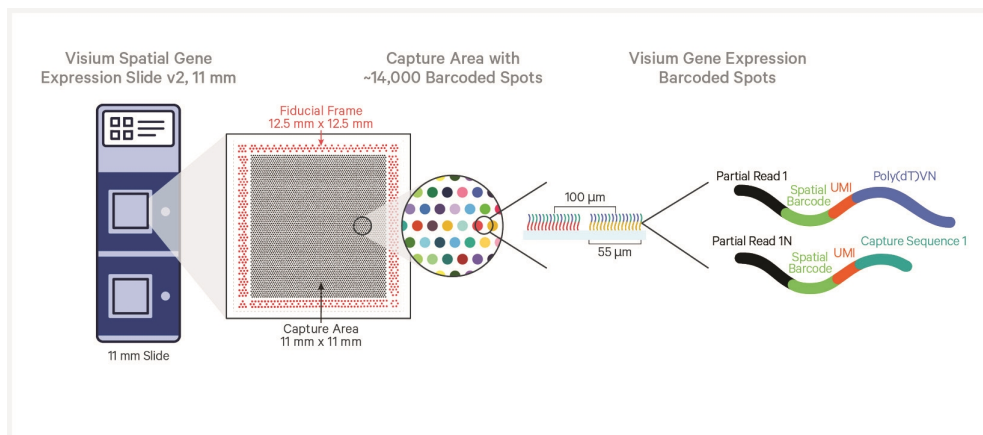 Visium Spatial Gene
Expression Slide v2, 11 mm
Capture Area with
~14,000 Barcoded Spots
Visium Gene Expression
Barcoded Spots
Fiducial Frame
12.5 mm x 12.5 mm
Capture Area
11 mm x 11 mm
11 mm Slide
100 µm
55 µm
Partial Read 1
Spatial
Barcode
UMI
Poly(dT)VN
Partial Read 1N
Spatial
Barcode
UMI
Capture Sequence 1